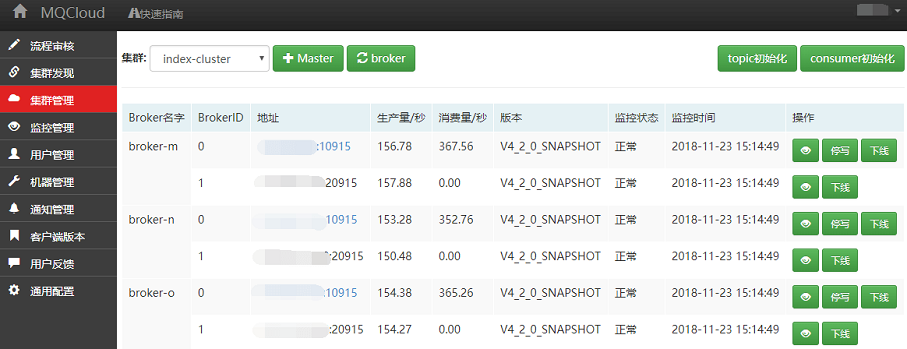 MQCloud 快速指南
流程审核
集群发现
集群管理
监控管理
用户管理
机器管理
通知管理
客户端版本
用户反馈
通用配置
集群: index-cluster Master broker topic初始化 consumer初始化
Broker名字 BrokerID 地址 生产量/秒 消费量/秒 版本 监控状态 监控时间 操作
broker-m 0 :10915 156.78 367.56 V4_2_0_SNAPSHOT 正常 2018-11-23 15:14:49 停写 下线
1 :20915 157.88 0.00 V4_2_0_SNAPSHOT 正常 2018-11-23 15:14:49 下线
broker-n 0 :10915 153.28 352.76 V4_2_0_SNAPSHOT 正常 2018-11-23 15:14:49 停写 下线
1 :20915 150.48 0.00 V4_2_0_SNAPSHOT 正常 2018-11-23 15:14:49 下线
broker-o 0 :10915 154.38 365.26 V4_2_0_SNAPSHOT 正常 2018-11-23 15:14:49 停写 下线
1 :20915 154.27 0.00 V4_2_0_SNAPSHOT 正常 2018-11-23 15:14:49 下线